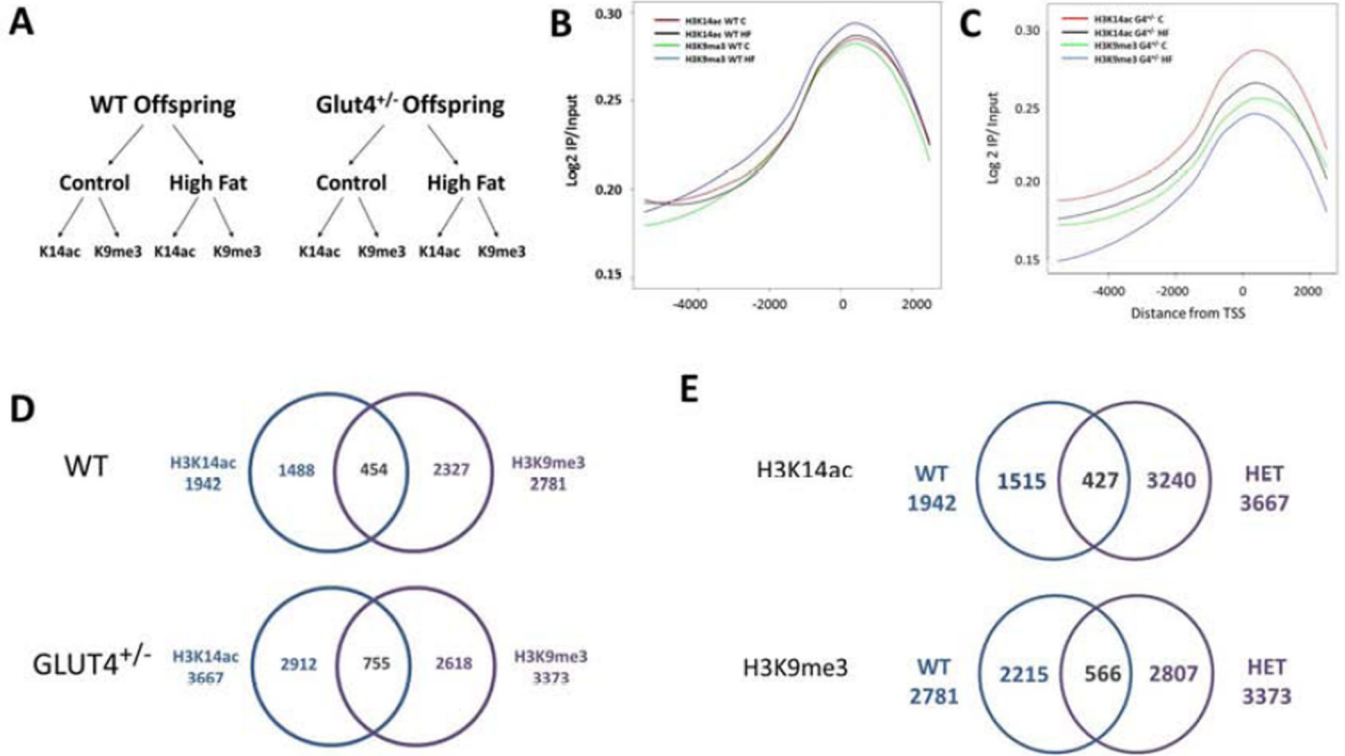 A
WT Offspring
Glut4+/- Offspring
Control
High Fat
Control
High Fat
K14ac
K9me3
K14ac
K9me3
K14ac
K9me3
K14ac
K9me3
B
H3K14ac WT C
H3K14ac WT HF
H3K9me3 WT C
H3K9me3 WT HF
Log2 IP/Input
0.30
0.25
0.20
0.15
-4000
-2000
0
2000
C
H3K14ac G4+/- C
H3K14ac G4+/- HF
H3K9me3 G4+/- C
H3K9me3 G4+/- HF
Log 2 IP/ Input
0.30
0.25
0.20
0.15
-4000
-2000
0
2000
Distance from TSS
D
WT
H3K14ac
1942
1488
454
2327
H3K9me3
2781
GLUT4+/-
H3K14ac
3667
2912
755
2618
H3K9me3
3373
E
H3K14ac
WT
1942
1515
427
3240
HET
3667
H3K9me3
WT
2781
2215
566
2807
HET
3373